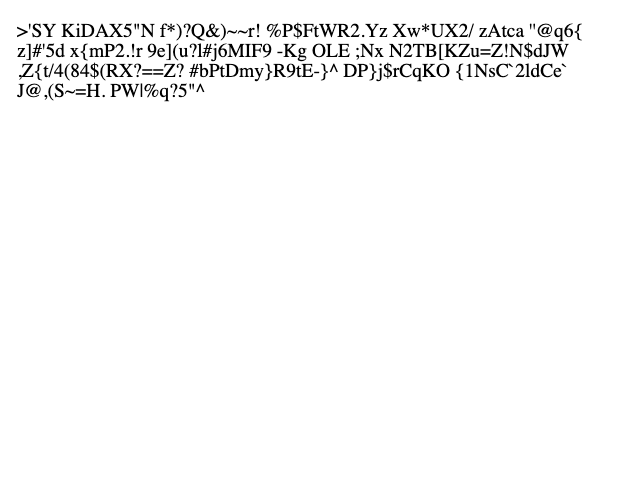 >'SY KiDAX5"N f*)?Q&)~~r! %P$FtWR2.Yz Xw*UX2/ zAtca "@q6{
z]#'5d x{mP2.!r 9e](u?l#j6MIF9 -Kg OLE ;Nx N2TB[KZu=Z!N$dJW
,Z{t/4(84$(RX?==Z? #bPtDmy}R9tE-}^ DP}j$rCqKO {1NsC`2ldCe`
J@,(S~=H. PW|%q?5"^